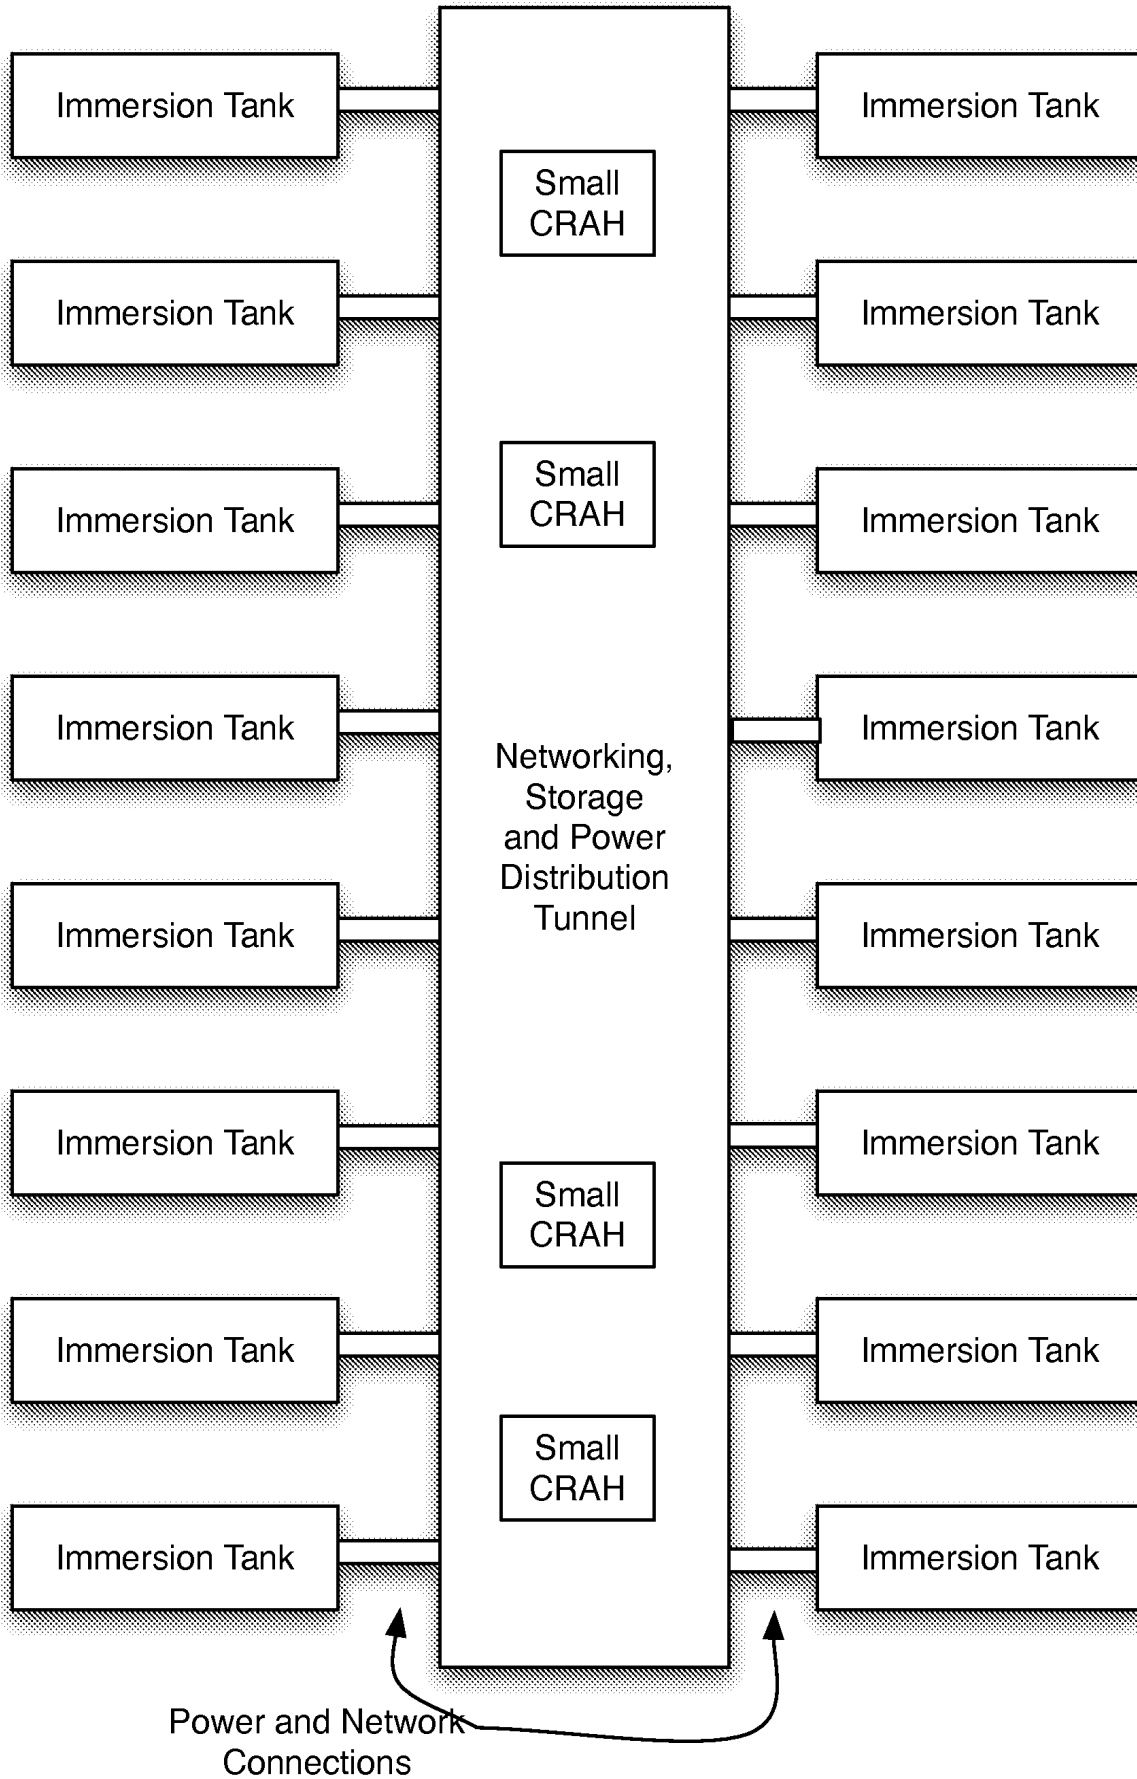 Immersion Tank
Immersion Tank
Small
CRAH
Immersion Tank
Immersion Tank
Small
CRAH
Immersion Tank
Immersion Tank
Immersion Tank
Immersion Tank
Networking,
Storage
and Power
Distribution
Tunnel
Immersion Tank
Immersion Tank
Immersion Tank
Immersion Tank
Small
CRAH
Immersion Tank
Immersion Tank
Small
CRAH
Immersion Tank
Immersion Tank
Power and Network
Connections